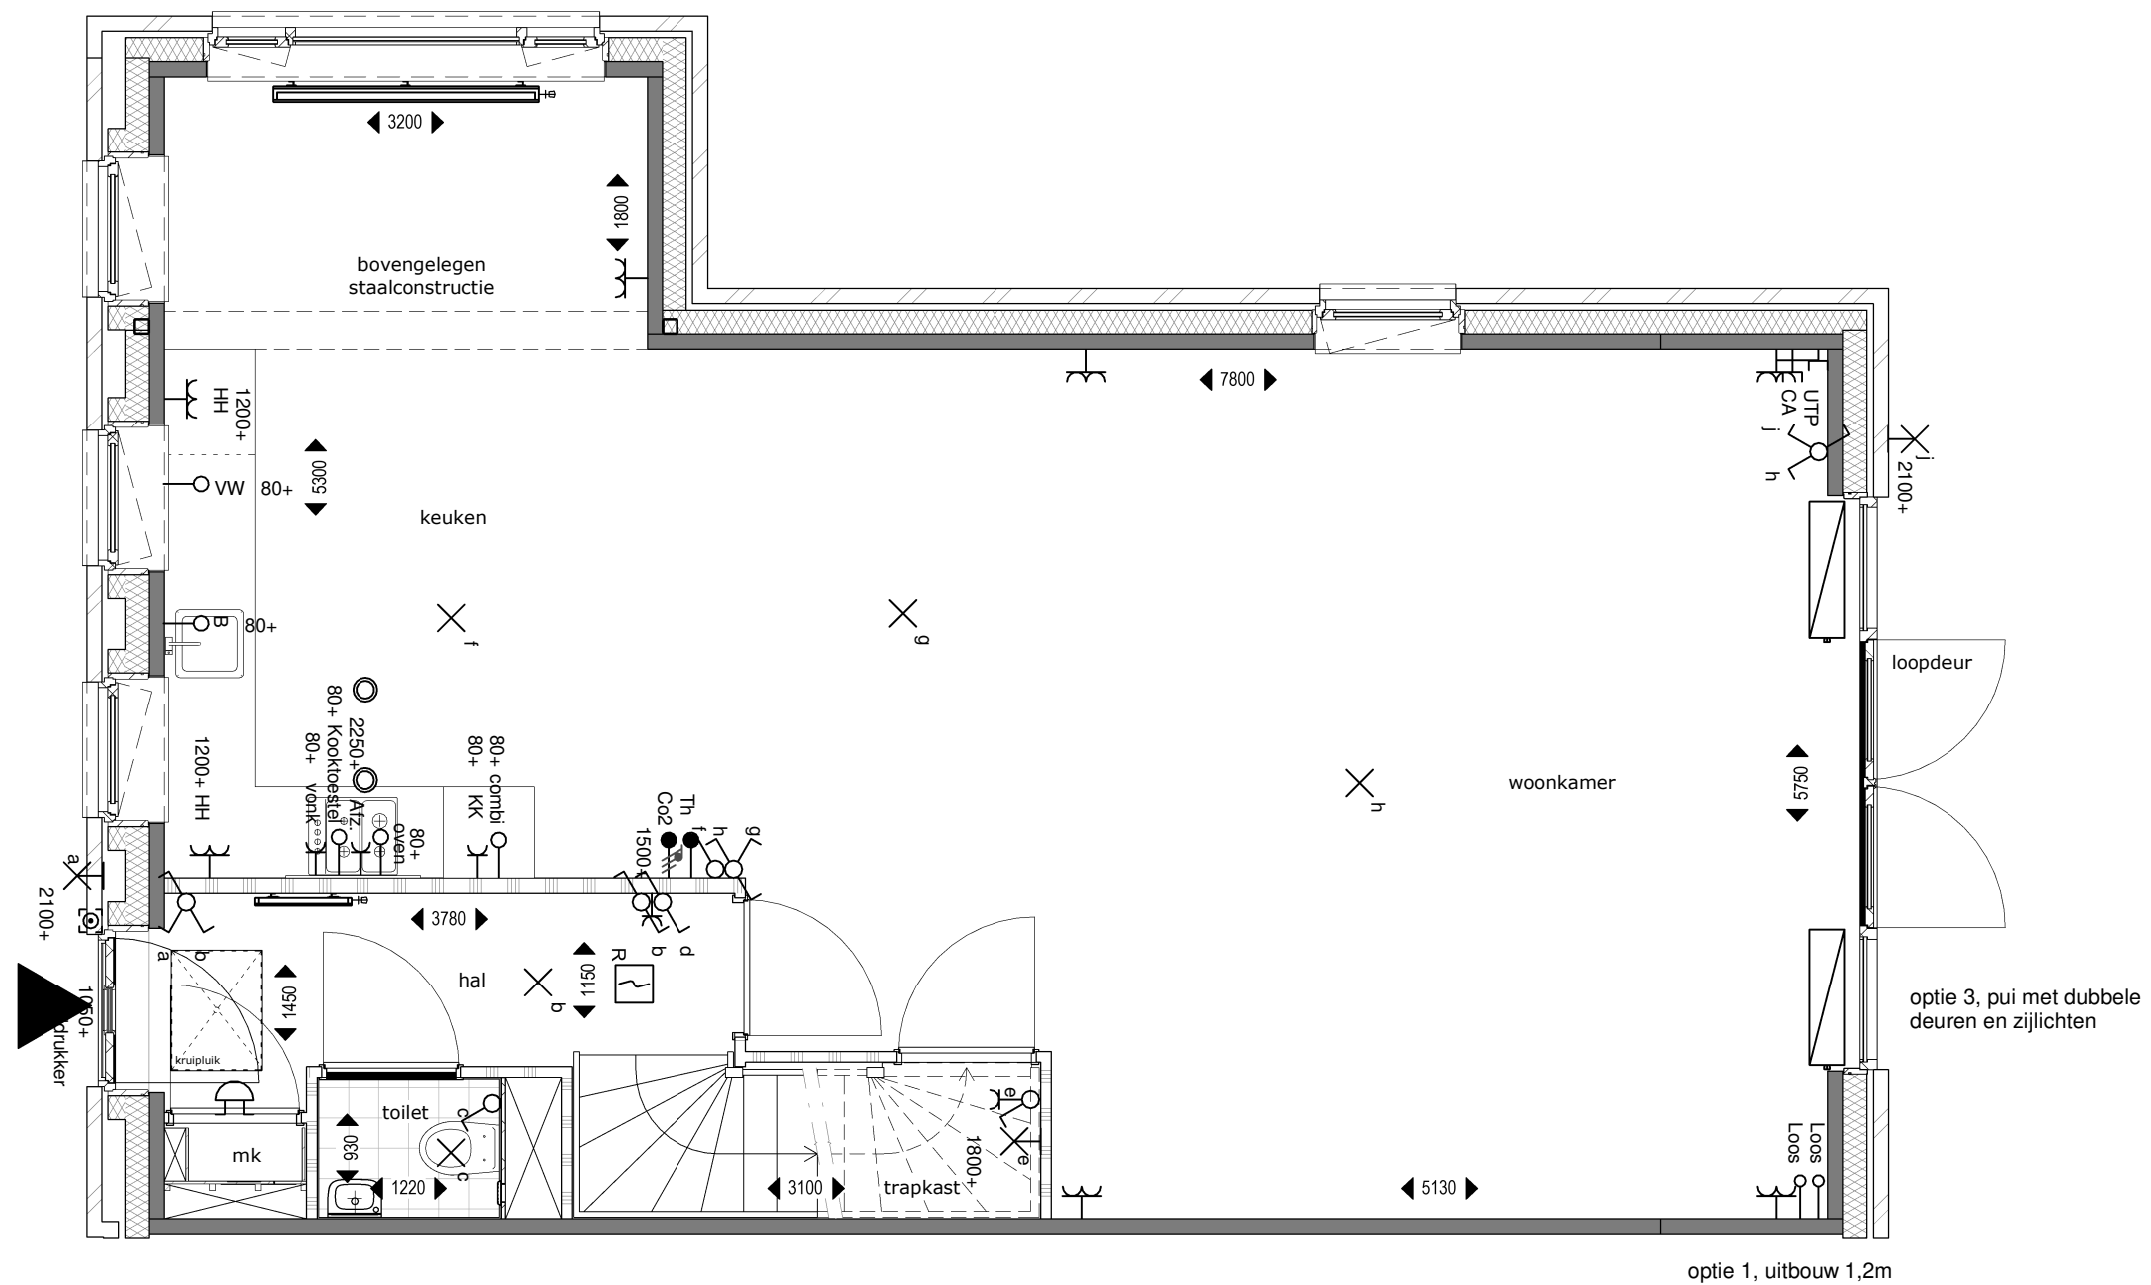 3200
1800
bovengelegen
staalconstructie
7800
1200+
HH
5300
UTP
CA
j
h
j
2100+
VW 80+
keuken
B 80+
f
g
loopdeur
80+ Kooktoestel
80+ vonk
2250+
Afz.
80+
oven
80+ combi
80+ KK
1200+ HH
Th
Co2
1500+
f
h
g
h
woonkamer
5750
a
2100+
3780
a
b
b
d
R
hal
b
1150
1450
1050+
drukker
kruipluik
optie 3, pui met dubbele
deuren en zijlichten
toilet
c
930
c
1220
mk
3100
trapkast
1800+
e
e
5130
Loos
Loos
optie 1, uitbouw 1,2m